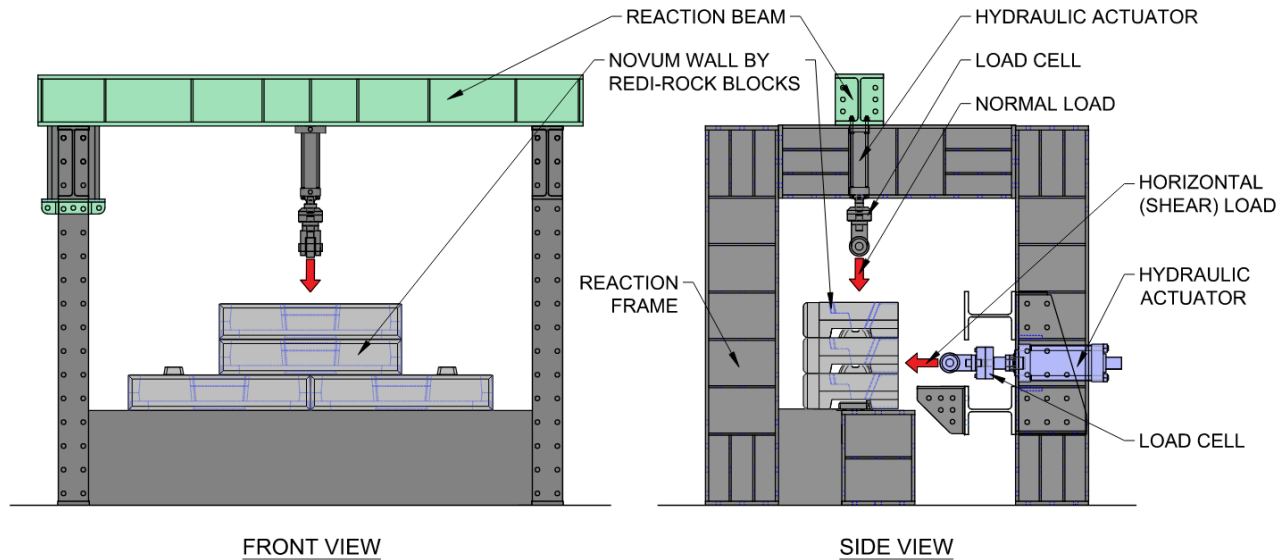 REACTION BEAM
NOVUM WALL BY
REDI-ROCK BLOCKS
HYDRAULIC ACTUATOR
LOAD CELL
NORMAL LOAD
HORIZONTAL
(SHEAR) LOAD
REACTION
FRAME
HYDRAULIC
ACTUATOR
LOAD CELL
FRONT VIEW
SIDE VIEW